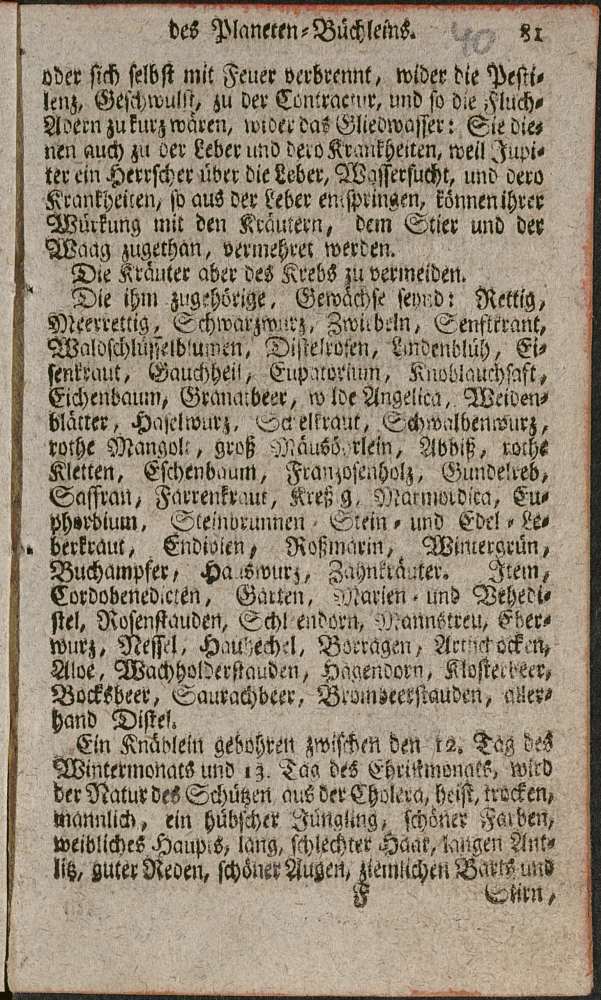 des Planeten-Büchleins. 81
40
oder sich selbst mit Feuer verbrennt, wider die Pesti-
lenz, Geschwulst, zu der Contractur, und so die Fluch-
Adern zu kurz wären, wider das Gliedwasser: Sie die-
nen auch zu der Leber und dero Krankheiten, weil Jupi-
ter ein Herrscher über die Leber, Wassersucht, und dero
Krankheiten, so aus der Leber entspringen, können ihrer
Würkung mit den Kräutern, dem Stier und der
Waag zugethan, vermehret werden.
Die Kräuter aber des Krebs zu vermeiden.
Die ihm zugehörige, Gewächse seynd: Rettig,
Meerrettig, Schwarzwurz, Zwiebeln, Senftkraut,
Waldschlüsselblumen, Distelrosen, Lindenblüh, Ei-
senkraut, Gauchheil, Eupatorium, Knoblauchsaft,
Eichenbaum, Granatbeer, wilde Angelica, Weiden-
blätter, Haselwurz, Schelkraut, Schwalbenwurz,
rothe Mangolt, groß Mäusöhrlein, Abbiß, rothe
Kletten, Eschenbaum, Franzosenholz, Gundelreb,
Saffran, Farrenkraut, Kreßg, Marmordica, Eu-
phorbium, Steinbrunnen-Stein- und Edel-Le-
berkraut, Endivien, Roßmarin, Wintergrün,
Buchampfer, Hauswurz, Zahnkräuter. Item,
Cordobenedicten, Garten, Marien- und Vehedi-
stel, Rosenstauden, Schlehendorn, Mannstreu, Eber-
wurz, Nessel, Hauhechel, Borragen, Artischocken,
Aloe, Wachholderstauden, Hagendorn, Klosterbeer,
Bocksbeer, Saurachbeer, Brombeerstauden, aller-
hand Distel.
Ein Knäblein gebohren zwischen den 12. Tag des
Wintermonats und 13. Tag des Christmonats, wird
der Natur des Schützen aus der Cholera, heist, trocken,
männlich, ein hübscher Jüngling, schöner Farben,
weibliches Haupts, lang, schlechter Haar, langen Ant-
litz, guter Reden, schöner Augen, ziemlichen Barts und
F Stirn,